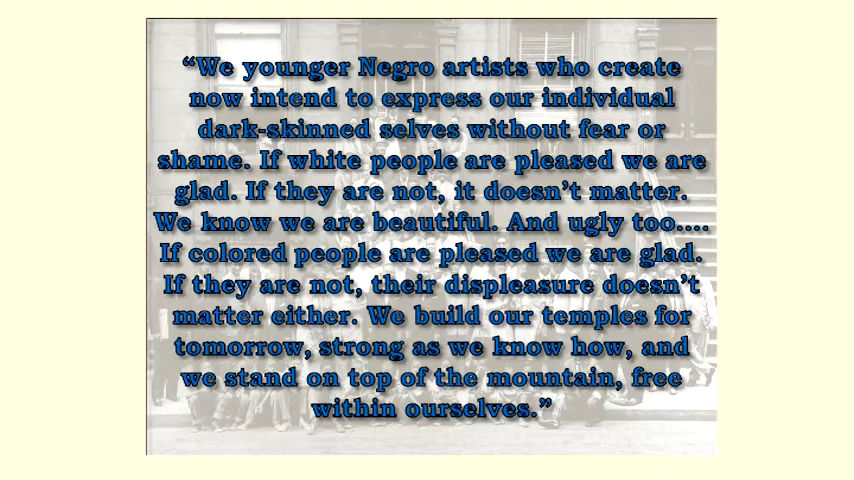 “We younger Negro artists who create
now intend to express our individual
dark-skinned selves without fear or
shame. If white people are pleased we are
glad. If they are not, it doesn’t matter.
We know we are beautiful. And ugly too....
If colored people are pleased we are glad.
If they are not, their displeasure doesn’t
matter either. We build our temples for
tomorrow, strong as we know how, and
we stand on top of the mountain, free
within ourselves.”